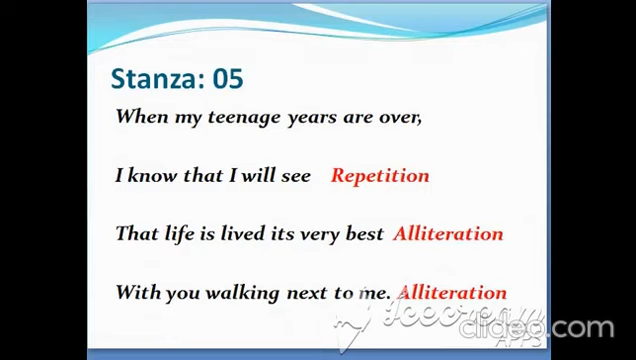 Stanza: 05
When my teenage years are over,
I know that I will see Repetition
That life is lived its very best Alliteration
With you walking next to me. Alliteration
clideo.com
APPS